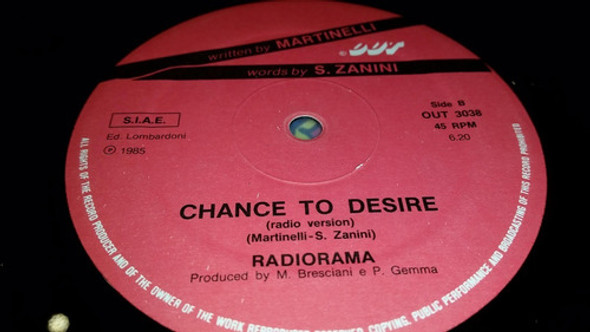 written by MARTINELLI
© OUT
words by S. ZANINI
S.I.A.E.
Ed. Lombardoni
℗ 1985
Side B
OUT 3038
45 RPM
6.20
CHANCE TO DESIRE
(radio version)
(Martinelli-S. Zanini)
RADIORAMA
Produced by M. Bresciani e P. Gemma
ALL RIGHTS OF THE RECORD PRODUCER AND OF THE OWNER OF THE WORK REPRODUCED COPYING, PUBLIC PERFORMANCE AND BROADCASTING OF THIS RECORD PROHIBITED